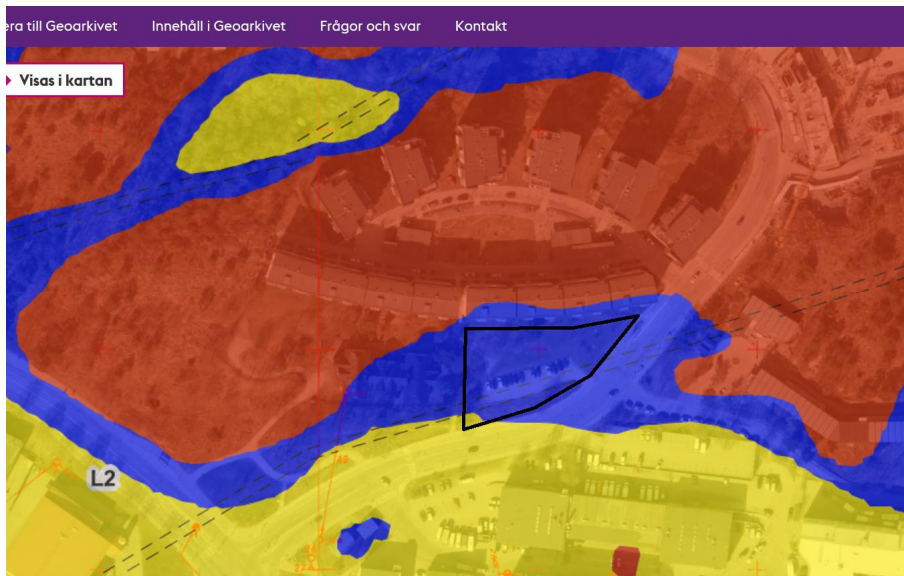 era till Geoarkivet Innehåll i Geoarkivet Frågor och svar Kontakt
Visas i kartan
L2